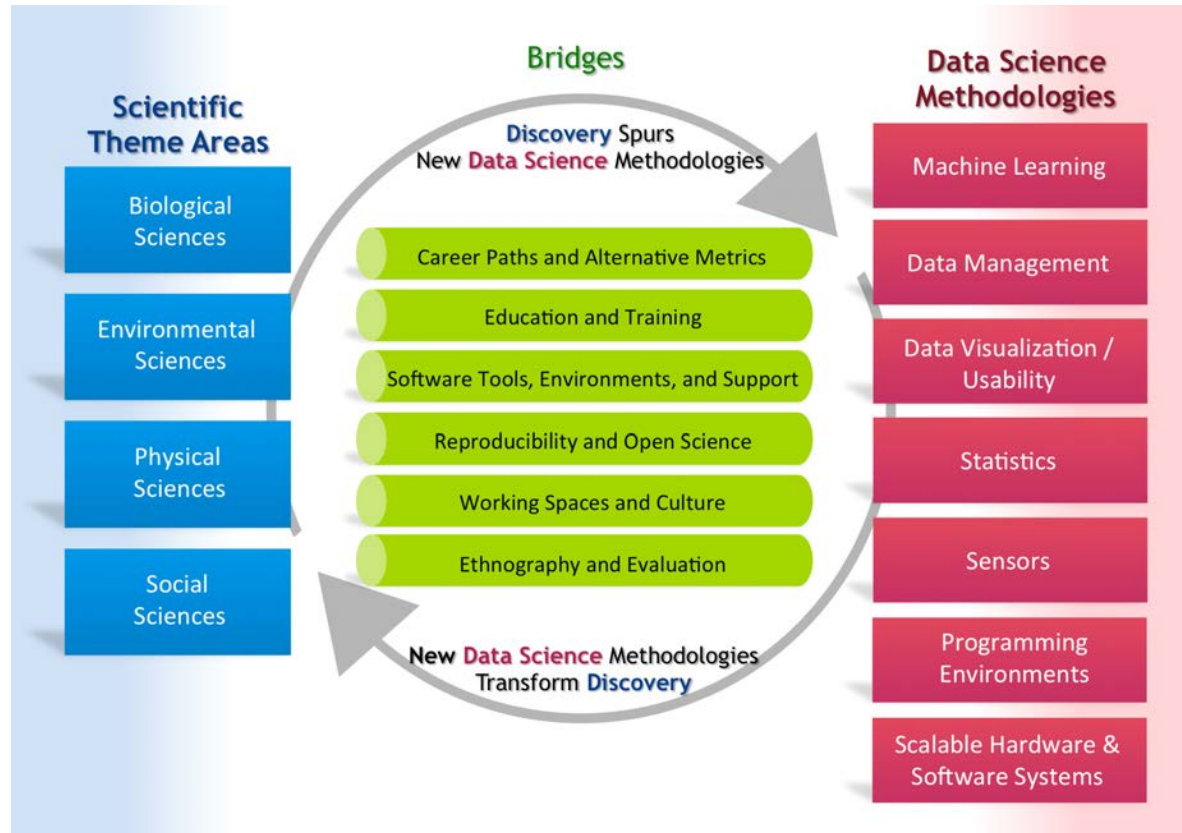 Scientific
Theme Areas
Biological
Sciences
Environmental
Sciences
Physical
Sciences
Social
Sciences
Bridges
Discovery Spurs
New Data Science Methodologies
Career Paths and Alternative Metrics
Education and Training
Software Tools, Environments, and Support
Reproducibility and Open Science
Working Spaces and Culture
Ethnography and Evaluation
New Data Science Methodologies
Transform Discovery
Data Science
Methodologies
Machine Learning
Data Management
Data Visualization /
Usability
Statistics
Sensors
Programming
Environments
Scalable Hardware &
Software Systems